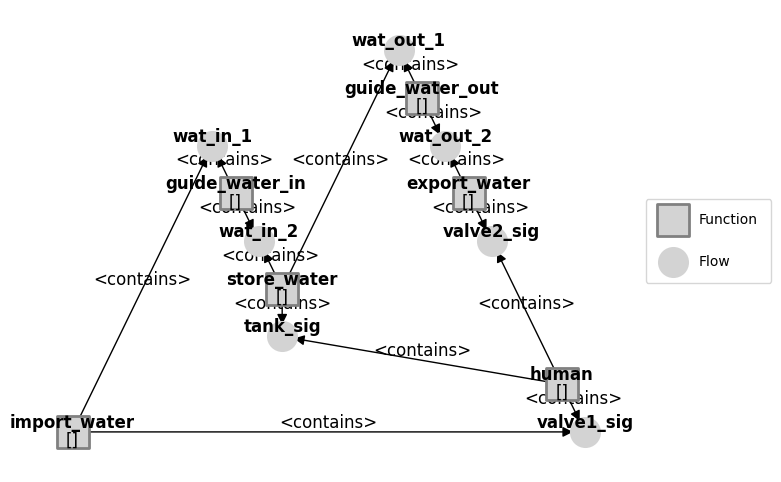 wat_out_1
<contains>
guide_water_out
[]
<contains>
wat_in_1
wat_out_2
<contains>
<contains>
<contains>
guide_water_in
export_water
[]
[]
<contains>
<contains>
Function
wat_in_2
valve2_sig
<contains>
Flow
<contains>
store_water
[]
<contains>
<contains>
tank_sig
<contains>
human
[]
<contains>
import_water
<contains>
valve1_sig
[]